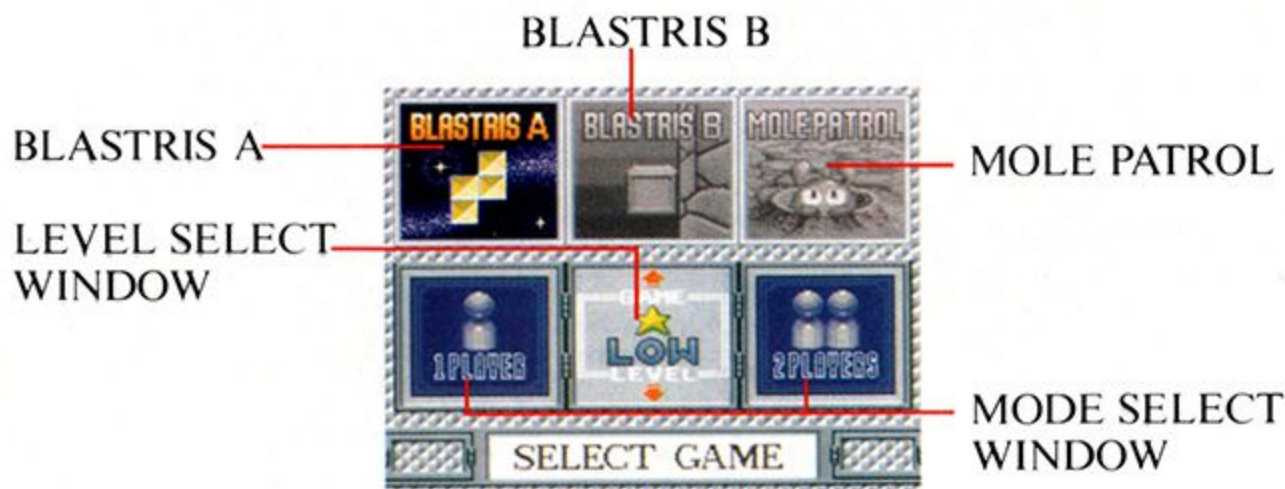 BLASTRIS B
BLASTRIS A
MOLE PATROL
LEVEL SELECT
WINDOW
MODE SELECT
WINDOW
BLASTRIS A
BLASTRIS B
MOLE PATROL
1 PLAYER
GAME
LOW
LEVEL
2 PLAYERS
SELECT GAME